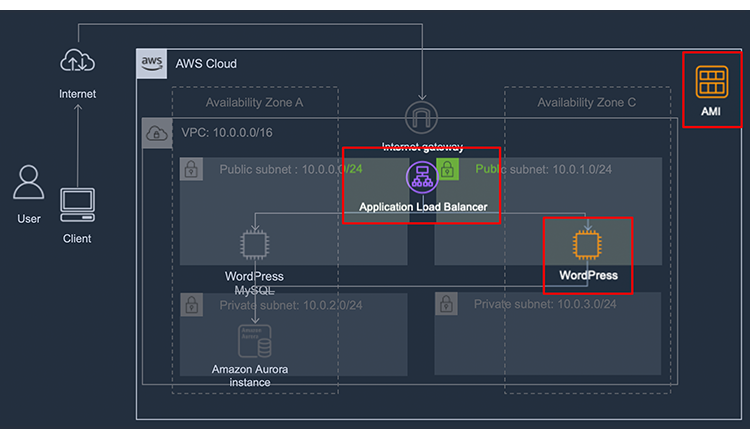 aws
AWS Cloud
Internet
Availability Zone A
Availability Zone C
AMI
VPC: 10.0.0.0/16
Internet gateway
Public subnet : 10.0.0.0/24
Public subnet: 10.0.1.0/24
User
Client
Application Load Balancer
WordPress
MySQL
WordPress
Private subnet: 10.0.2.0/24
Private subnet: 10.0.3.0/24
Amazon
Aurora
Amazon Aurora
instance